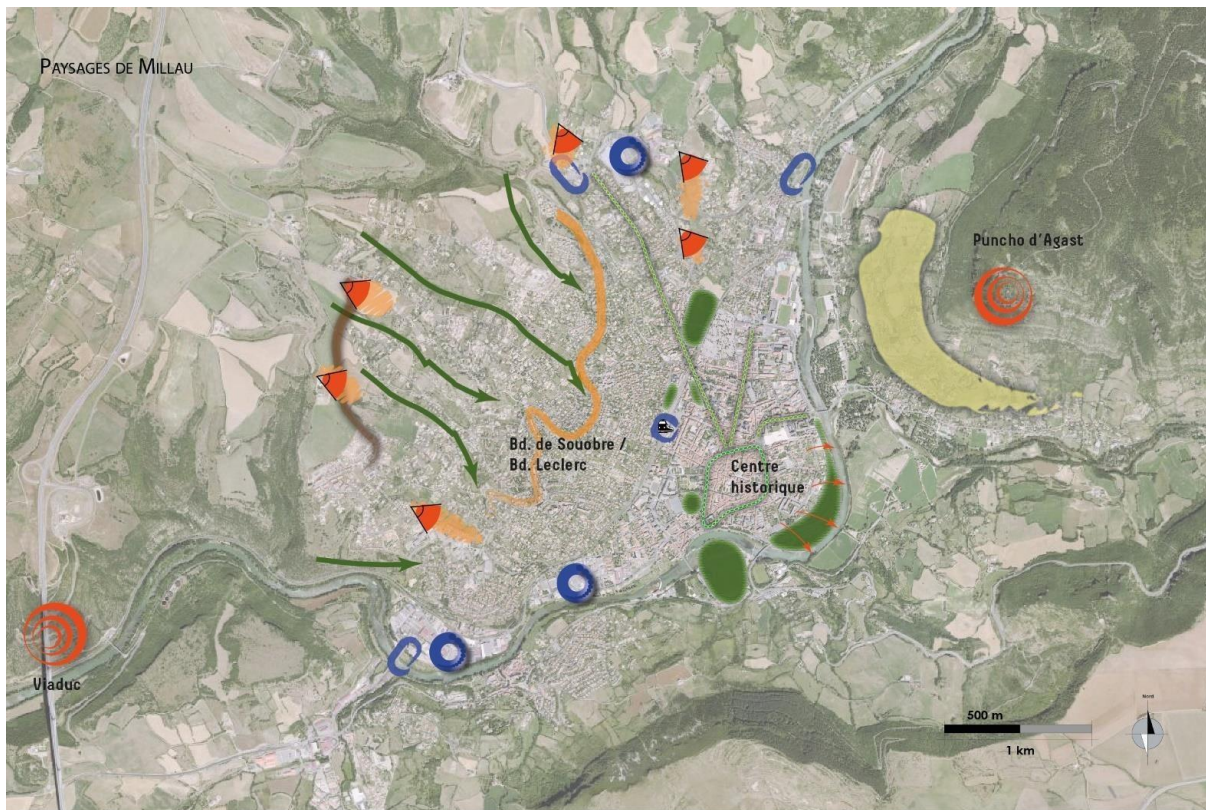 PAYSAGES DE MILLAU
Puncho d'Agast
Bd. de Souobre /
Bd. Leclerc
Centre
historique
Viaduc
Nord
500 m
1 km